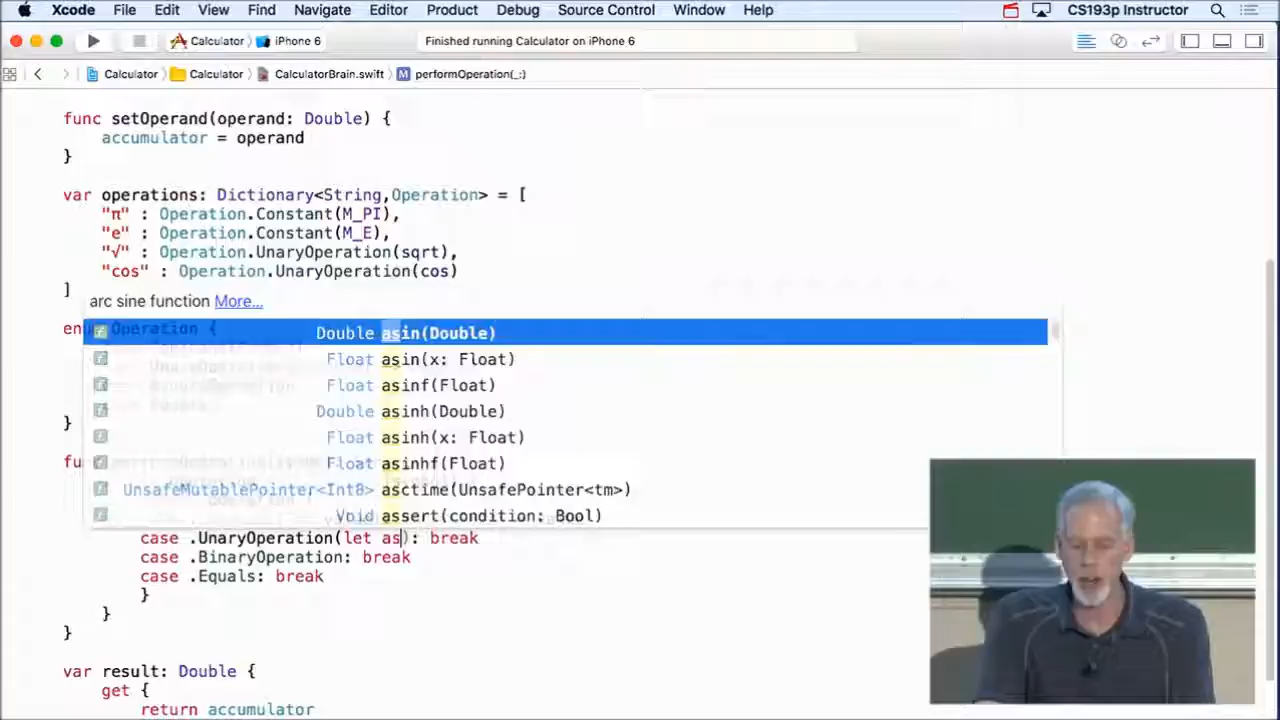 Xcode File Edit View Find Navigate Editor Product Debug Source Control Window Help CS193p Instructor
Calculator iPhone 6 Finished running Calculator on iPhone 6
Calculator Calculator CalculatorBrain.swift M performOperation(_:)
func setOperand(operand: Double) {
accumulator = operand
}
var operations: Dictionary<String,Operation> = [
"π" : Operation.Constant(M_PI),
"e" : Operation.Constant(M_E),
"√" : Operation.UnaryOperation(sqrt),
"cos" : Operation.UnaryOperation(cos)
]
arc sine function More...
Operation {
f Double asin(Double)
f Float asin(x: Float)
f Float asinf(Float)
f Double asinh(Double)
f Float asinh(x: Float)
f Float asinhf(Float)
f UnsafeMutablePointer<Int8> asctime(UnsafePointer<tm>)
f Void assert(condition: Bool)
}
case .UnaryOperation(let as): break
case .BinaryOperation: break
case .Equals: break
}
}
}
var result: Double {
get {
return accumulator